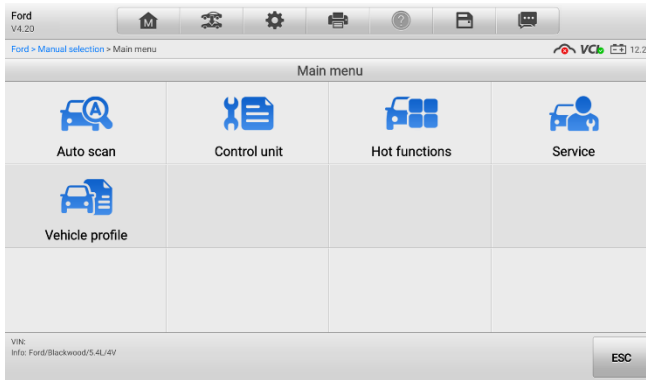 Ford
V4.20
M
?
Ford > Manual selection > Main menu
VCI 12.2
Main menu
A
Auto scan
Control unit
Hot functions
Service
Vehicle profile
VIN:
Info: Ford/Blackwood/5.4L/4V
ESC